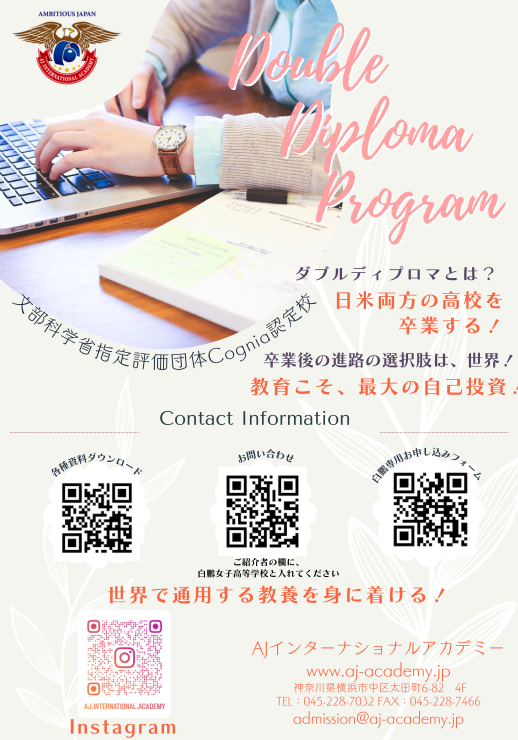 AMBITIOUS JAPAN
AJ INTERNATIONAL ACADEMY
Double
Diploma
Program
ダブルディプロマとは？
日米両方の高校を
卒業する！
文部科学省指定評価団体Cognia認定校
卒業後の進路の選択肢は、世界！
教育こそ、最大の自己投資！
Contact Information
各種資料ダウンロード
お問い合わせ
白鵬専用お申し込みフォーム
ご紹介者の欄に、
白鵬女子高等学校と入れてください
世界で通用する教養を身に着ける！
AJ.INTERNATIONAL.ACADEMY
Instagram
AJインターナショナルアカデミー
www.aj-academy.jp
神奈川県横浜市中区太田町6-82　4F
TEL：045-228-7032 FAX：045-228-7466
admission@aj-academy.jp